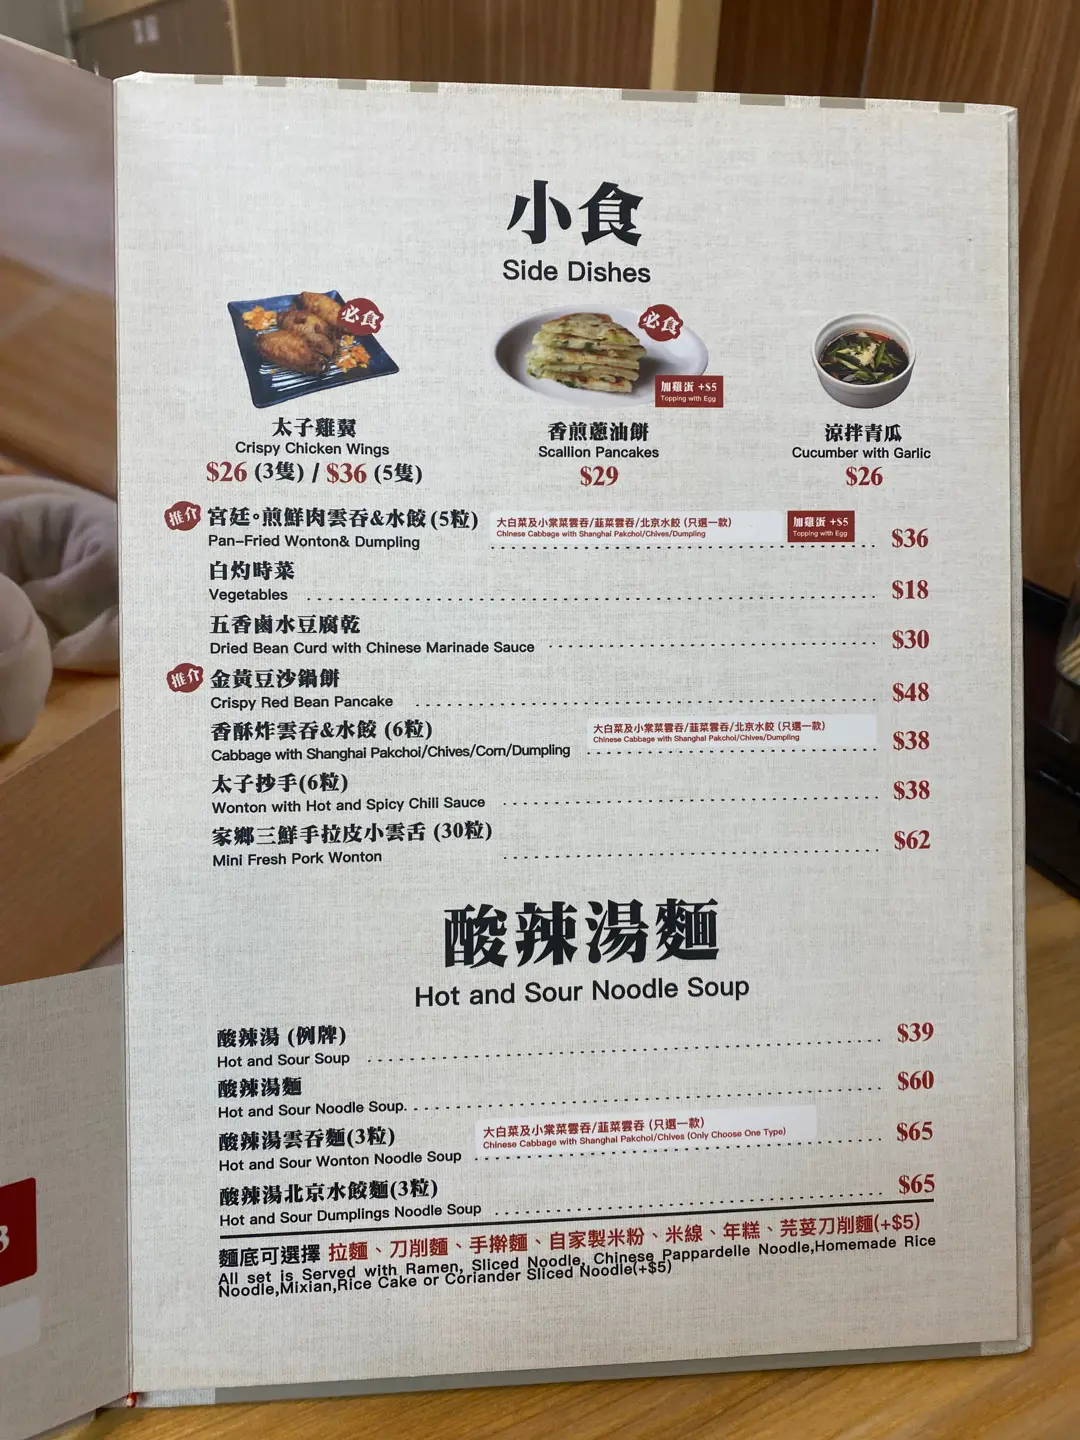 小食
Side Dishes
必食
必食
加雞蛋 +$5
Topping with Egg
太子雞翼
Crispy Chicken Wings
$26 (3隻) / $36 (5隻)
香煎蔥油餅
Scallion Pancakes
$29
涼拌青瓜
Cucumber with Garlic
$26
推介 宮廷。煎鮮肉雲吞&水餃(5粒) 大白菜及小棠菜雲吞/韮菜雲吞/北京水餃 (只選一款) 加雞蛋 +$5
Chinese Cabbage with Shanghai Pakchoi/Chives/Dumpling Topping with Egg
Pan-Fried Wonton& Dumpling $36
白灼時菜
Vegetables $18
五香鹵水豆腐乾
Dried Bean Curd with Chinese Marinade Sauce $30
推介 金黃豆沙鍋餅
Crispy Red Bean Pancake $48
香酥炸雲吞&水餃 (6粒) 大白菜及小棠菜雲吞/韮菜雲吞/北京水餃 (只選一款)
Chinese Cabbage with Shanghai Pakchoi/Chives/Dumpling
Cabbage with Shanghai Pakchoi/Chives/Corn/Dumpling $38
太子抄手(6粒)
Wonton with Hot and Spicy Chili Sauce $38
家鄉三鮮手拉皮小雲舌 (30粒)
Mini Fresh Pork Wonton $62
酸辣湯麵
Hot and Sour Noodle Soup
酸辣湯 (例牌)
Hot and Sour Soup $39
酸辣湯麵
Hot and Sour Noodle Soup. $60
酸辣湯雲吞麵(3粒) 大白菜及小棠菜雲吞/韮菜雲吞 (只選一款)
Chinese Cabbage with Shanghai Pakchoi/Chives (Only Choose One Type)
Hot and Sour Wonton Noodle Soup $65
酸辣湯北京水餃麵(3粒)
Hot and Sour Dumplings Noodle Soup $65
麵底可選擇 拉麵、刀削麵、手擀麵、自家製米粉、米線、年糕、芫荽刀削麵(+$5)
All set is Served with Ramen, Sliced Noodle, Chinese Pappardelle Noodle,Homemade Rice
Noodle,Mixian,Rice Cake or Coriander Sliced Noodle(+$5)